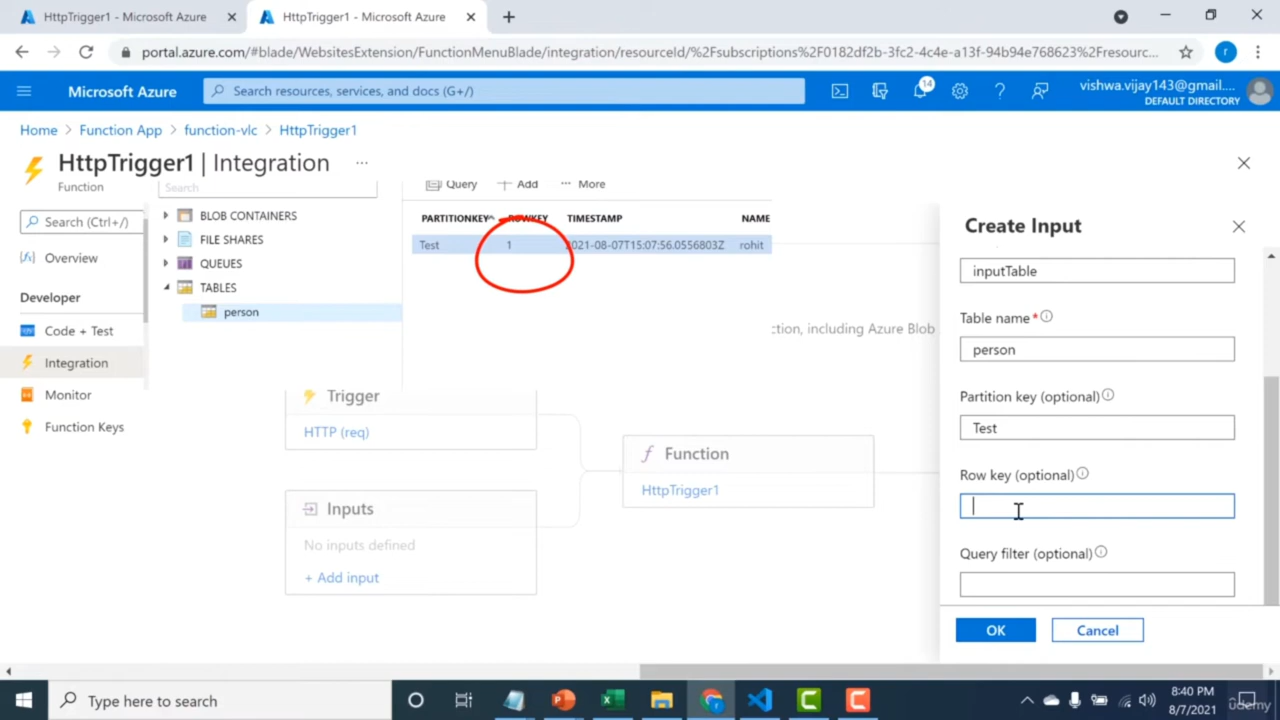 HttpTrigger1 - Microsoft Azure
HttpTrigger1 - Microsoft Azure
portal.azure.com/#blade/WebsitesExtension/FunctionMenuBlade/integration/resourceId/%2Fsubscriptions%2F0182df2b-3fc2-4c4e-a13f-94b94e768623%2Fresourc...
r
Microsoft Azure
Search resources, services, and docs (G+/)
14
vishwa.vijay143@gmail....
DEFAULT DIRECTORY
Home > Function App > function-vlc > HttpTrigger1
HttpTrigger1 | Integration ...
Function
Search (Ctrl+/)
Overview
Developer
Code + Test
Integration
Monitor
Function Keys
Search
BLOB CONTAINERS
FILE SHARES
QUEUES
TABLES
person
Query
Add
More
PARTITIONKEY ROWKEY TIMESTAMP NAME
Test 1 2021-08-07T15:07:56.0556803Z rohit
ction, including Azure Blob
Trigger
HTTP (req)
Inputs
No inputs defined
+ Add input
Function
HttpTrigger1
Create Input
inputTable
Table name *
person
Partition key (optional)
Test
Row key (optional)
Query filter (optional)
OK
Cancel
Type here to search
8:40 PM
8/7/2021
udemy